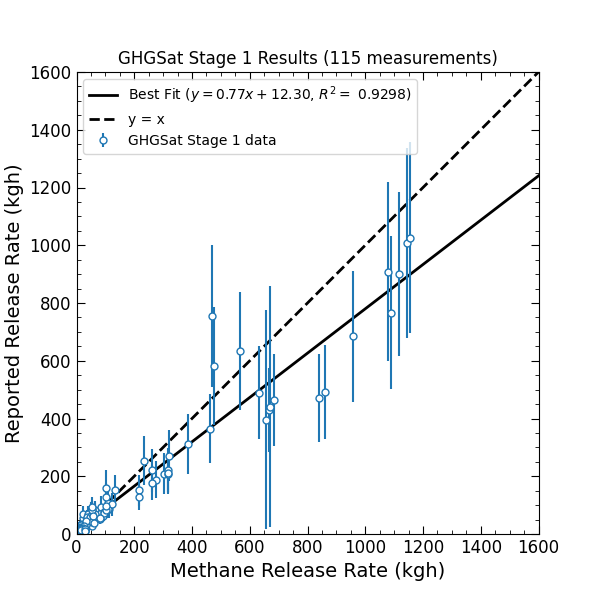 GHGSat Stage 1 Results (115 measurements)
Best Fit (y = 0.77x + 12.30, R² = 0.9298)
y = x
GHGSat Stage 1 data
Reported Release Rate (kgh)
1600
1400
1200
1000
800
600
400
200
0
0 200 400 600 800 1000 1200 1400 1600
Methane Release Rate (kgh)